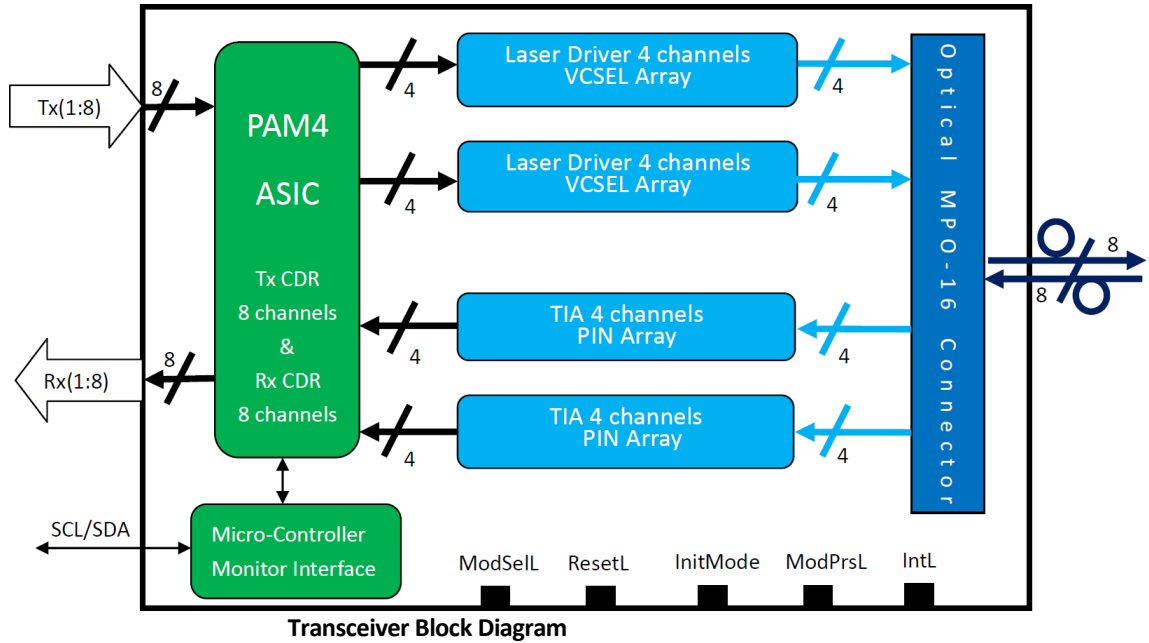 Tx(1:8)
8
PAM4
ASIC
Tx CDR
8 channels
&
Rx CDR
8 channels
4
Laser Driver 4 channels
VCSEL Array
4
4
Laser Driver 4 channels
VCSEL Array
4
4
TIA 4 channels
PIN Array
4
4
TIA 4 channels
PIN Array
4
Optical MPO-16 Connector
8
8
Rx(1:8)
8
SCL/SDA
Micro-Controller
Monitor Interface
ModSelL
ResetL
InitMode
ModPrsL
IntL
Transceiver Block Diagram